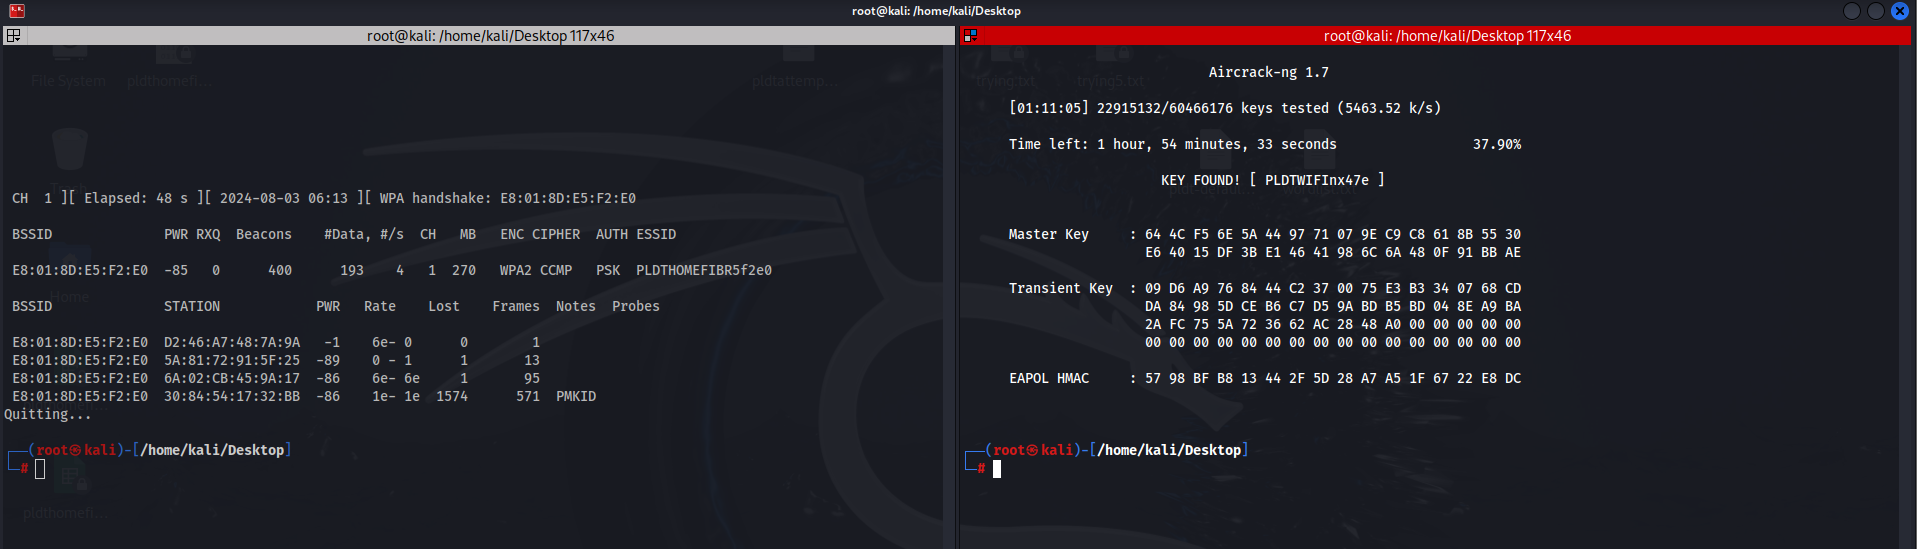 root@kali: /home/kali/Desktop
root@kali: /home/kali/Desktop 117x46
File System
pldthomefi...
pldtattemp...
CH 1 ][ Elapsed: 48 s ][ 2024-08-03 06:13 ][ WPA handshake: E8:01:8D:E5:F2:E0
BSSID PWR RXQ Beacons #Data, #/s CH MB ENC CIPHER AUTH ESSID
E8:01:8D:E5:F2:E0 -85 0 400 193 4 1 270 WPA2 CCMP PSK PLDTHOMEFIBR5f2e0
Home
BSSID STATION PWR Rate Lost Frames Notes Probes
E8:01:8D:E5:F2:E0 D2:46:A7:48:7A:9A -1 6e- 0 0 1
E8:01:8D:E5:F2:E0 5A:81:72:91:5F:25 -89 0 - 1 1 13
E8:01:8D:E5:F2:E0 6A:02:CB:45:9A:17 -86 6e- 6e 1 95
E8:01:8D:E5:F2:E0 30:84:54:17:32:BB -86 1e- 1e 1574 571 PMKID
Quitting...
(root㉿kali)-[/home/kali/Desktop]
#
pldthomefi...
root@kali: /home/kali/Desktop 117x46
trying.txt
trying5.txt
Aircrack-ng 1.7
[01:11:05] 22915132/60466176 keys tested (5463.52 k/s)
Time left: 1 hour, 54 minutes, 33 seconds 37.90%
KEY FOUND! [ PLDTWIFInx47e ]
Master Key : 64 4C F5 6E 5A 44 97 71 07 9E C9 C8 61 8B 55 30
E6 40 15 DF 3B E1 46 41 98 6C 6A 48 0F 91 BB AE
Transient Key : 09 D6 A9 76 84 44 C2 37 00 75 E3 B3 34 07 68 CD
DA 84 98 5D CE B6 C7 D5 9A BD B5 BD 04 8E A9 BA
2A FC 75 5A 72 36 62 AC 28 48 A0 00 00 00 00 00
00 00 00 00 00 00 00 00 00 00 00 00 00 00 00 00
EAPOL HMAC : 57 98 BF B8 13 44 2F 5D 28 A7 A5 1F 67 22 E8 DC
(root㉿kali)-[/home/kali/Desktop]
#